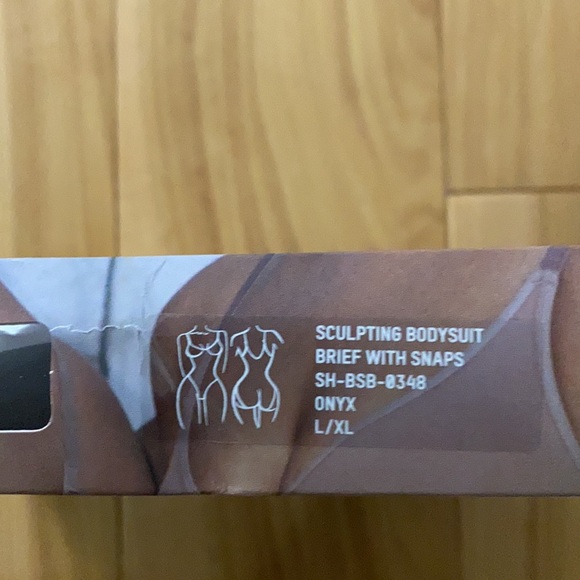 SCULPTING BODYSUIT
BRIEF WITH SNAPS
SH-BSB-0348
ONYX
L/XL